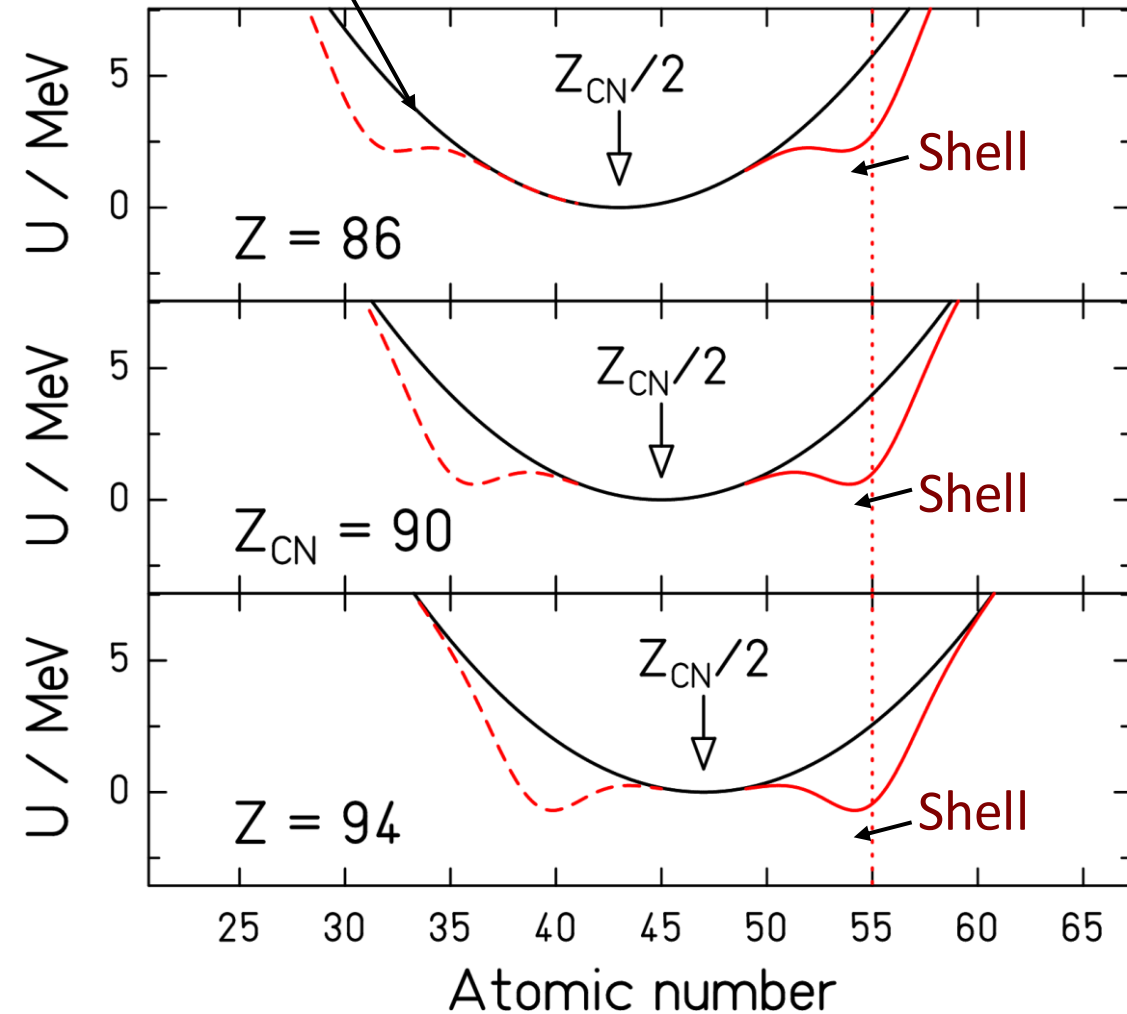 U / MeV
5
0
Z_CN/2
Shell
Z = 86
U / MeV
5
0
Z_CN/2
Shell
Z_CN = 90
U / MeV
5
0
Z_CN/2
Shell
Z = 94
25 30 35 40 45 50 55 60 65
Atomic number